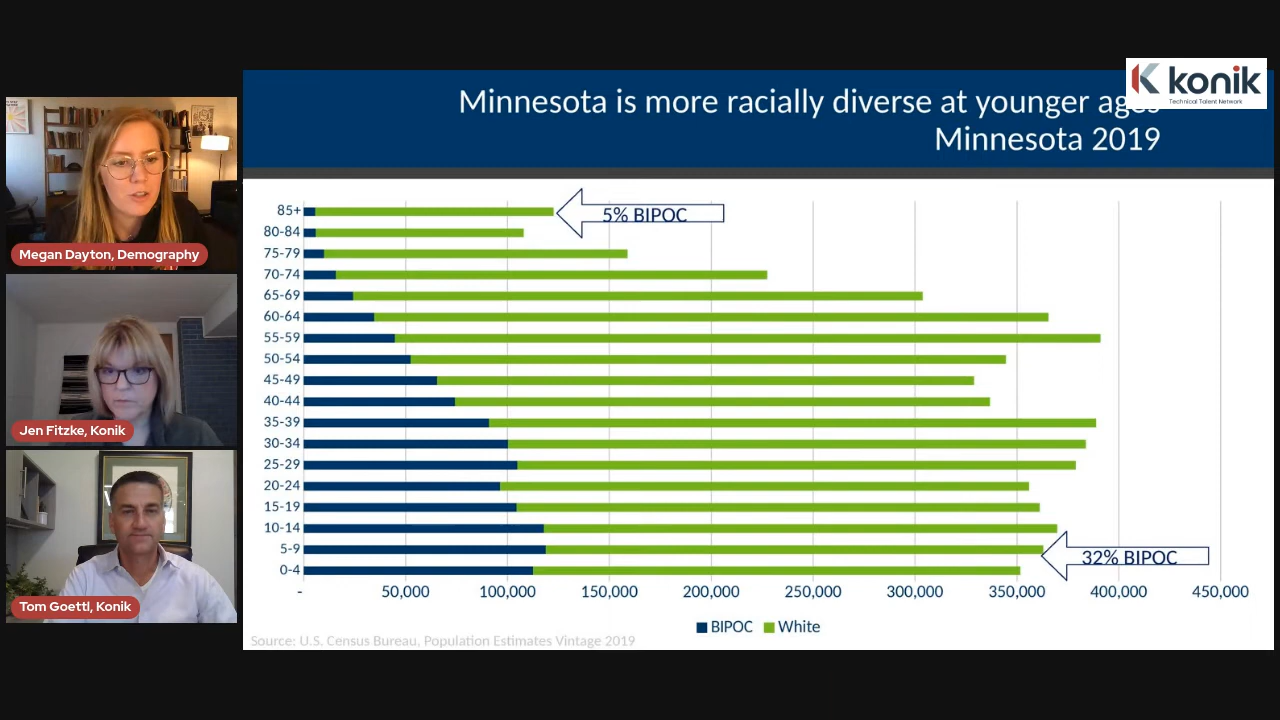 konik
Technical Talent Network
Minnesota is more racially diverse at younger ages
Minnesota 2019
Megan Dayton, Demography
Jen Fitzke, Konik
Tom Goettl, Konik
85+
5% BIPOC
80-84
75-79
70-74
65-69
60-64
55-59
50-54
45-49
40-44
35-39
30-34
25-29
20-24
15-19
10-14
5-9
32% BIPOC
0-4
- 50,000 100,000 150,000 200,000 250,000 300,000 350,000 400,000 450,000
BIPOC White
Source: U.S. Census Bureau, Population Estimates Vintage 2019